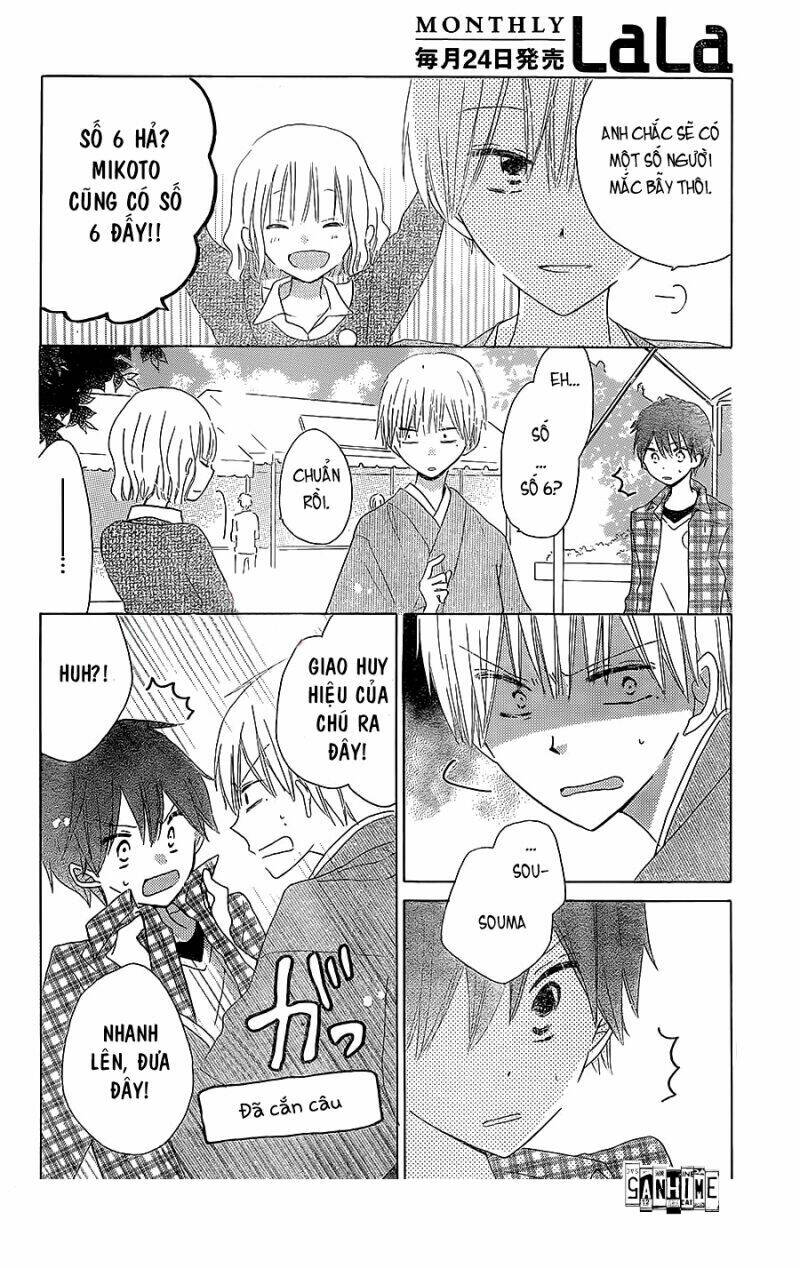 MONTHLY
毎月24日発売
LaLa
ANH CHẮC SẼ CÓ
MỘT SỐ NGƯỜI
MẮC BẪY THÔI.
SỐ 6 HẢ?
MIKOTO
CŨNG CÓ SỐ
6 ĐẤY!!
EH...
SỐ
...
SỐ 6?
CHUẨN
RỒI.
......
...
SOU-
SOUMA
GIAO HUY
HIỆU CỦA
CHÚ RA
ĐÂY!
HUH?!
NHANH
LÊN, ĐƯA
ĐÂY!
ガッ
Đã cắn câu
SANHIME